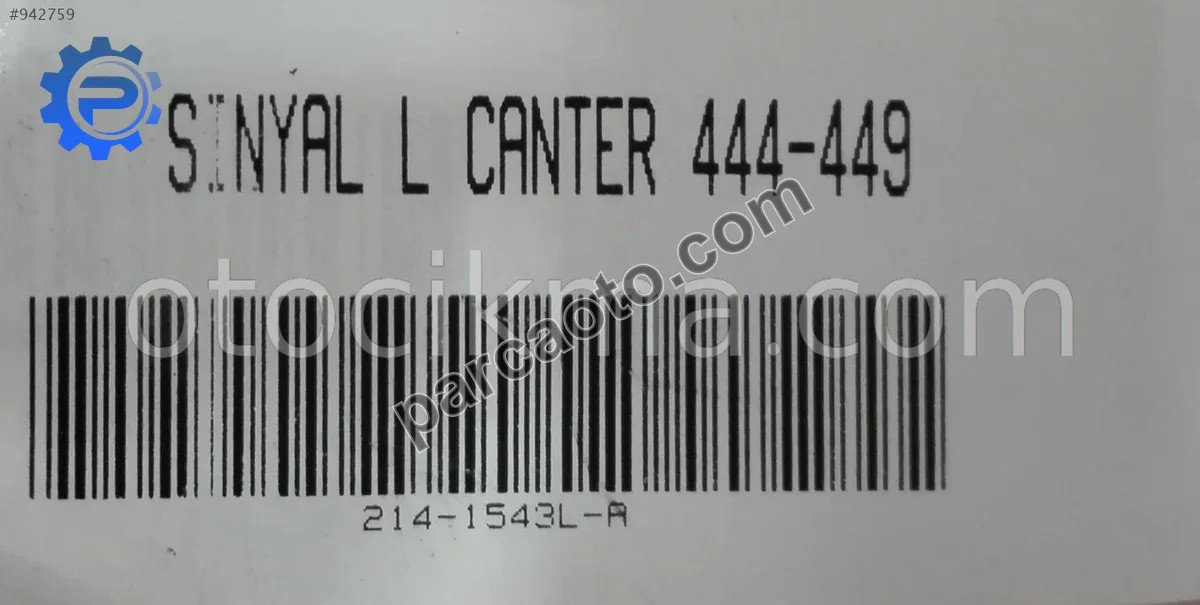 #942759
P
SINYAL L CANTER 444-449
parcaoto.com
otocikma.com
214-1543L-A